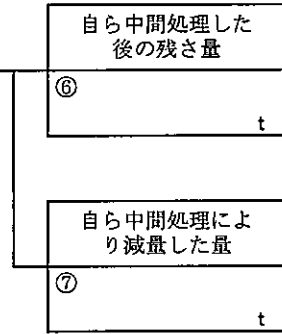 自ら中間処理した
後の残さ量
⑥
t
自ら中間処理によ
り減量した量
⑦
t